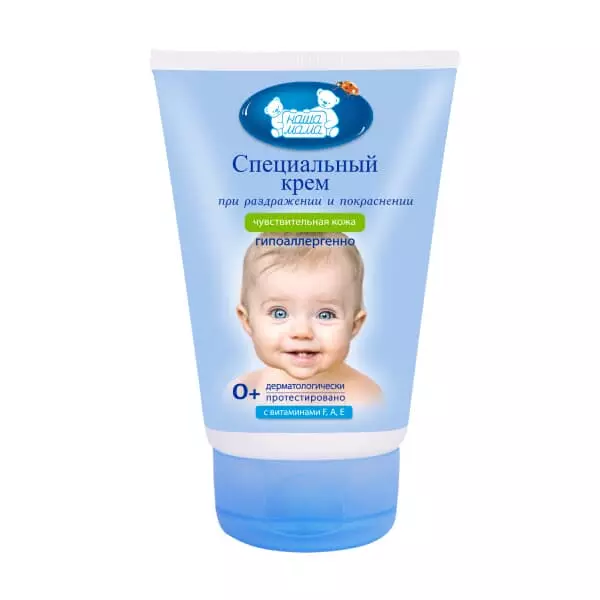 наша
мама
Специальный
крем
при раздражении и покраснении
чувствительная кожа
гипоаллергенно
0+
дерматологически
протестировано
с витаминами F, A, E